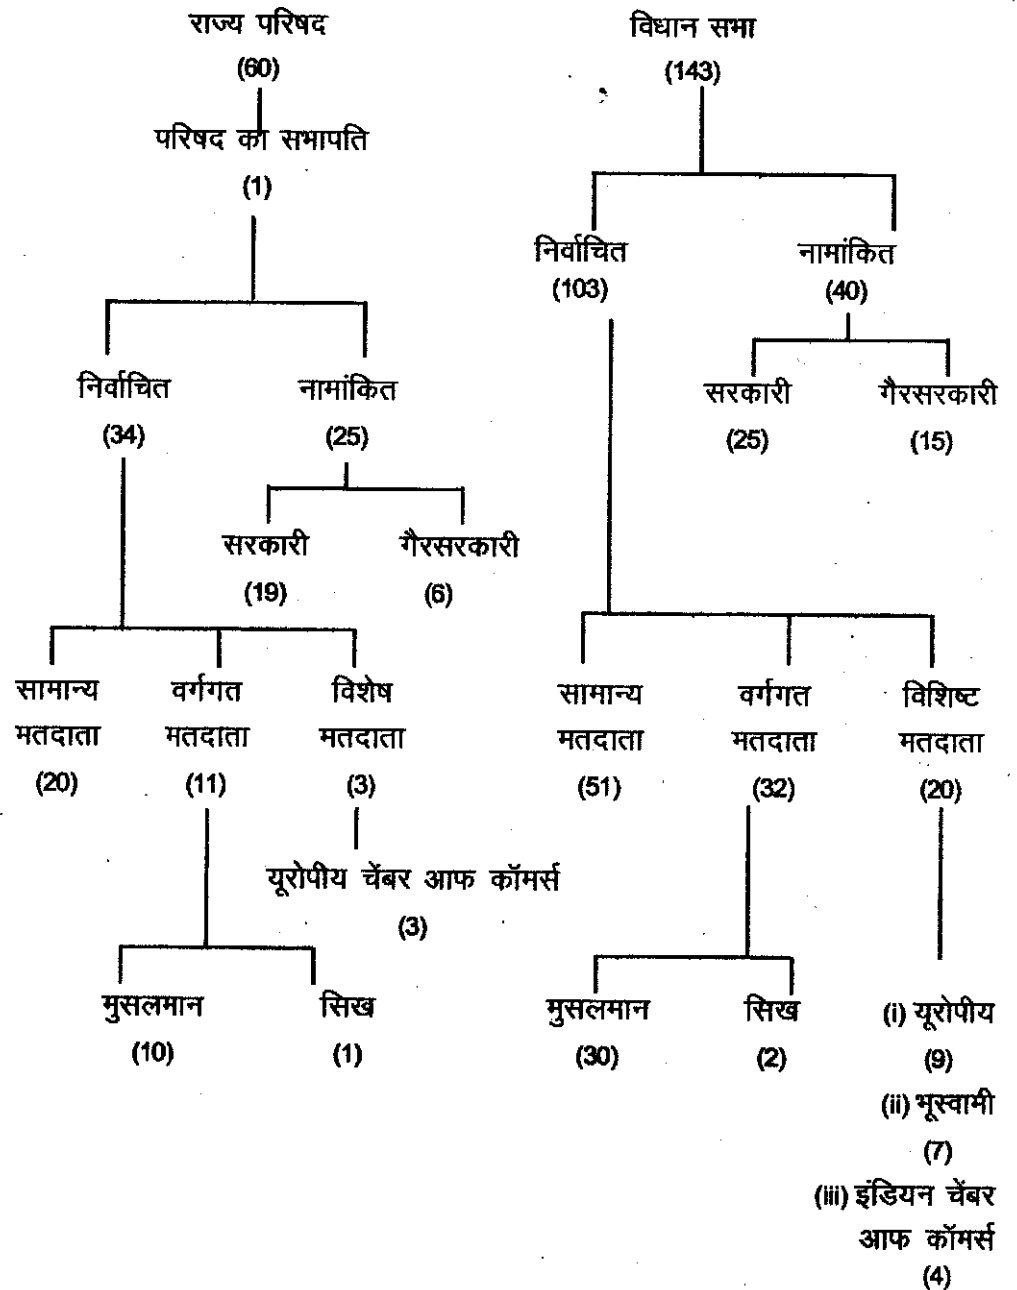 राज्य परिषद
(60)
परिषद का सभापति
(1)
निर्वाचित
(34)
नामांकित
(25)
सरकारी
(19)
गैरसरकारी
(6)
सामान्य
मतदाता
(20)
वर्गगत
मतदाता
(11)
विशेष
मतदाता
(3)
यूरोपीय चेंबर आफ कॉमर्स
(3)
मुसलमान
(10)
सिख
(1)
विधान सभा
(143)
निर्वाचित
(103)
नामांकित
(40)
सरकारी
(25)
गैरसरकारी
(15)
सामान्य
मतदाता
(51)
वर्गगत
मतदाता
(32)
विशिष्ट
मतदाता
(20)
मुसलमान
(30)
सिख
(2)
(i) यूरोपीय
(9)
(ii) भूस्वामी
(7)
(iii) इंडियन चेंबर
आफ कॉमर्स
(4)